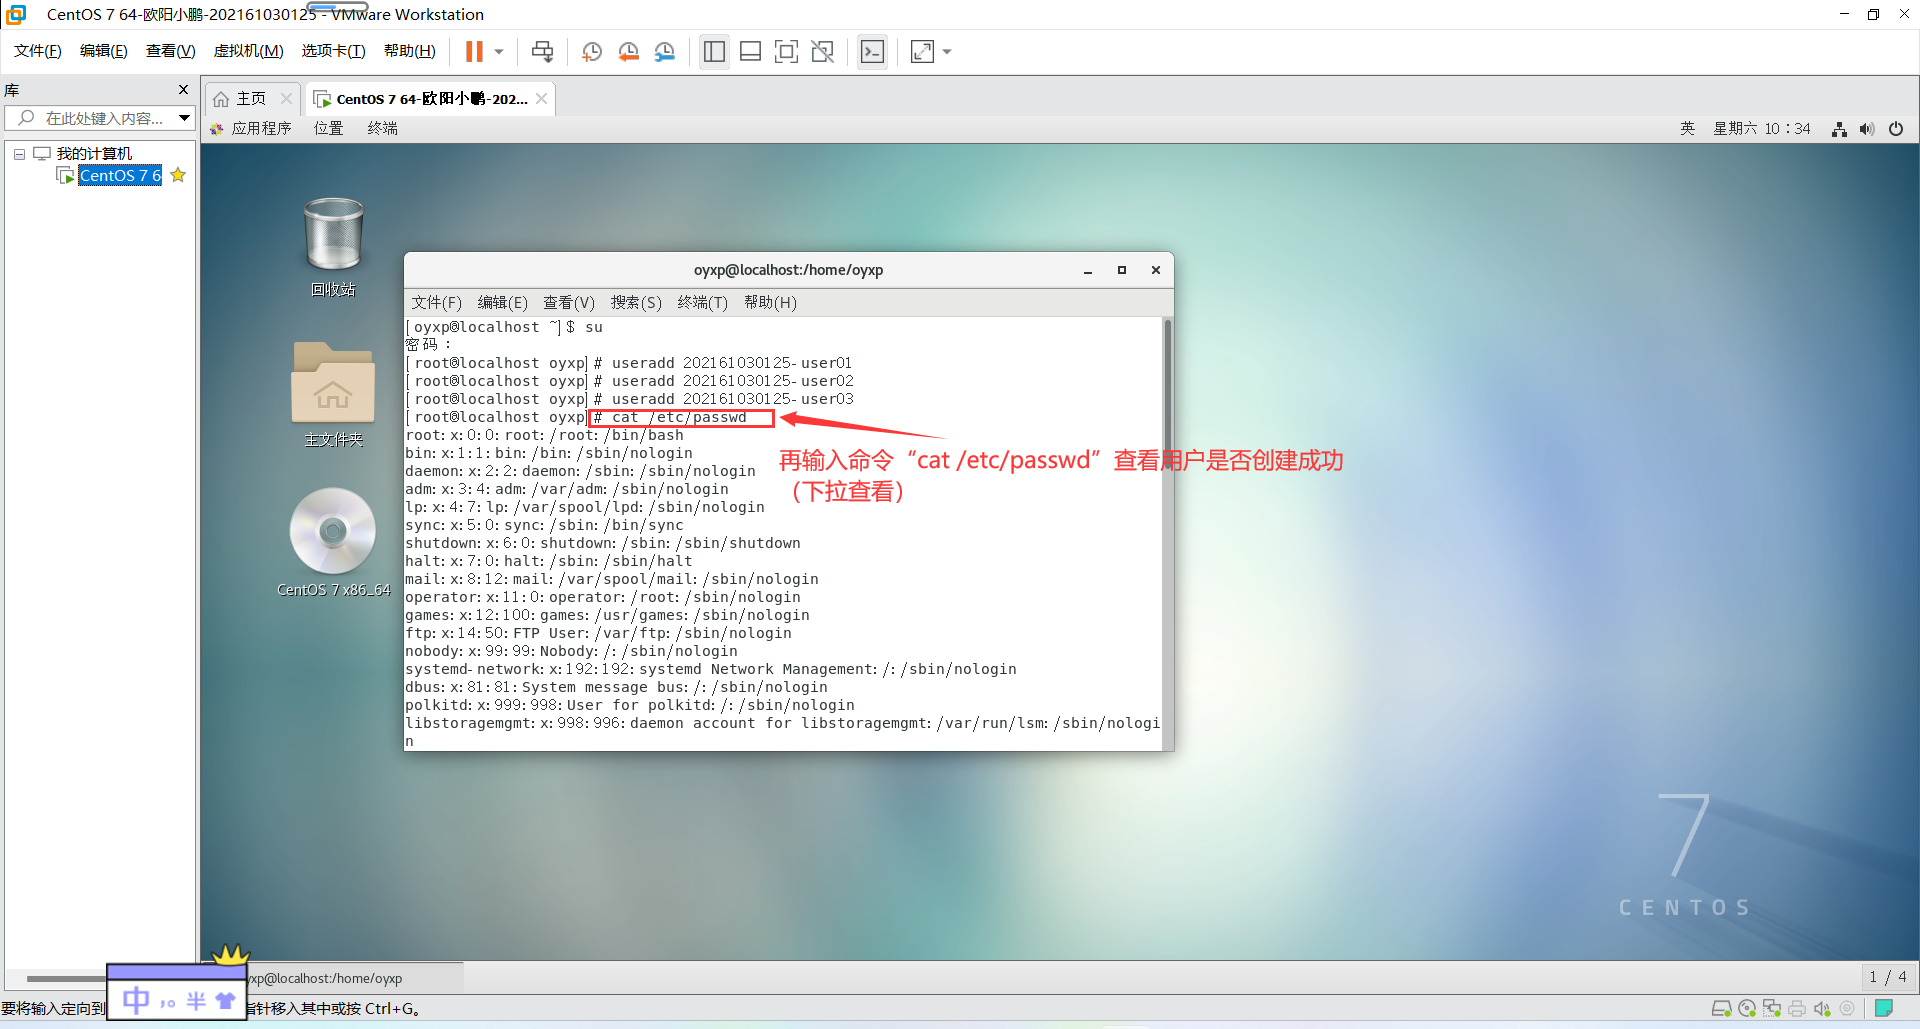 CentOS 7 64-欧阳小鹏-202161030125 - VMware Workstation
文件(F) 编辑(E) 查看(V) 虚拟机(M) 选项卡(T) 帮助(H)
库
在此处键入内容...
我的计算机
CentOS 7 6
主页
CentOS 7 64-欧阳小鹏-202...
应用程序 位置 终端
英 星期六 10：34
回收站
主文件夹
CentOS 7 x86_64
oyxp@localhost:/home/oyxp
文件(F) 编辑(E) 查看(V) 搜索(S) 终端(T) 帮助(H)
[oyxp@localhost ~]$ su
密码：
[root@localhost oyxp]# useradd 202161030125-user01
[root@localhost oyxp]# useradd 202161030125-user02
[root@localhost oyxp]# useradd 202161030125-user03
[root@localhost oyxp]# cat /etc/passwd
root:x:0:0:root:/root:/bin/bash
bin:x:1:1:bin:/bin:/sbin/nologin
daemon:x:2:2:daemon:/sbin:/sbin/nologin
adm:x:3:4:adm:/var/adm:/sbin/nologin
lp:x:4:7:lp:/var/spool/lpd:/sbin/nologin
sync:x:5:0:sync:/sbin:/bin/sync
shutdown:x:6:0:shutdown:/sbin:/sbin/shutdown
halt:x:7:0:halt:/sbin:/sbin/halt
mail:x:8:12:mail:/var/spool/mail:/sbin/nologin
operator:x:11:0:operator:/root:/sbin/nologin
games:x:12:100:games:/usr/games:/sbin/nologin
ftp:x:14:50:FTP User:/var/ftp:/sbin/nologin
nobody:x:99:99:Nobody:/:/sbin/nologin
systemd-network:x:192:192:systemd Network Management:/:/sbin/nologin
dbus:x:81:81:System message bus:/:/sbin/nologin
polkitd:x:999:998:User for polkitd:/:/sbin/nologin
libstoragemgmt:x:998:996:daemon account for libstoragemgmt:/var/run/lsm:/sbin/nologi
n
再输入命令“cat /etc/passwd”查看用户是否创建成功
（下拉查看）
7
CENTOS
yxp@localhost:/home/oyxp
1 / 4
中 ，。 半
要将输入定向到
指针移入其中或按 Ctrl+G。